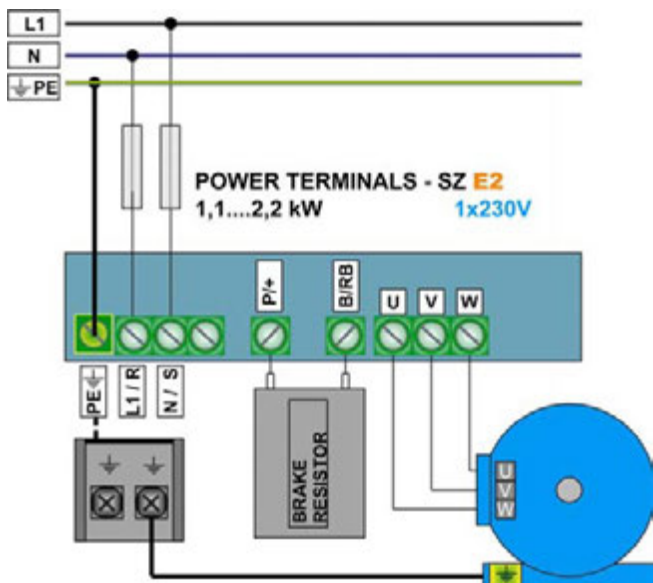 L1
N
PE
POWER TERMINALS - SZ E2
1,1....2,2 kW 1x230V
P/+
B/RB
U V W
PE
L1 / R
N / S
BRAKE
RESISTOR
U
V
W